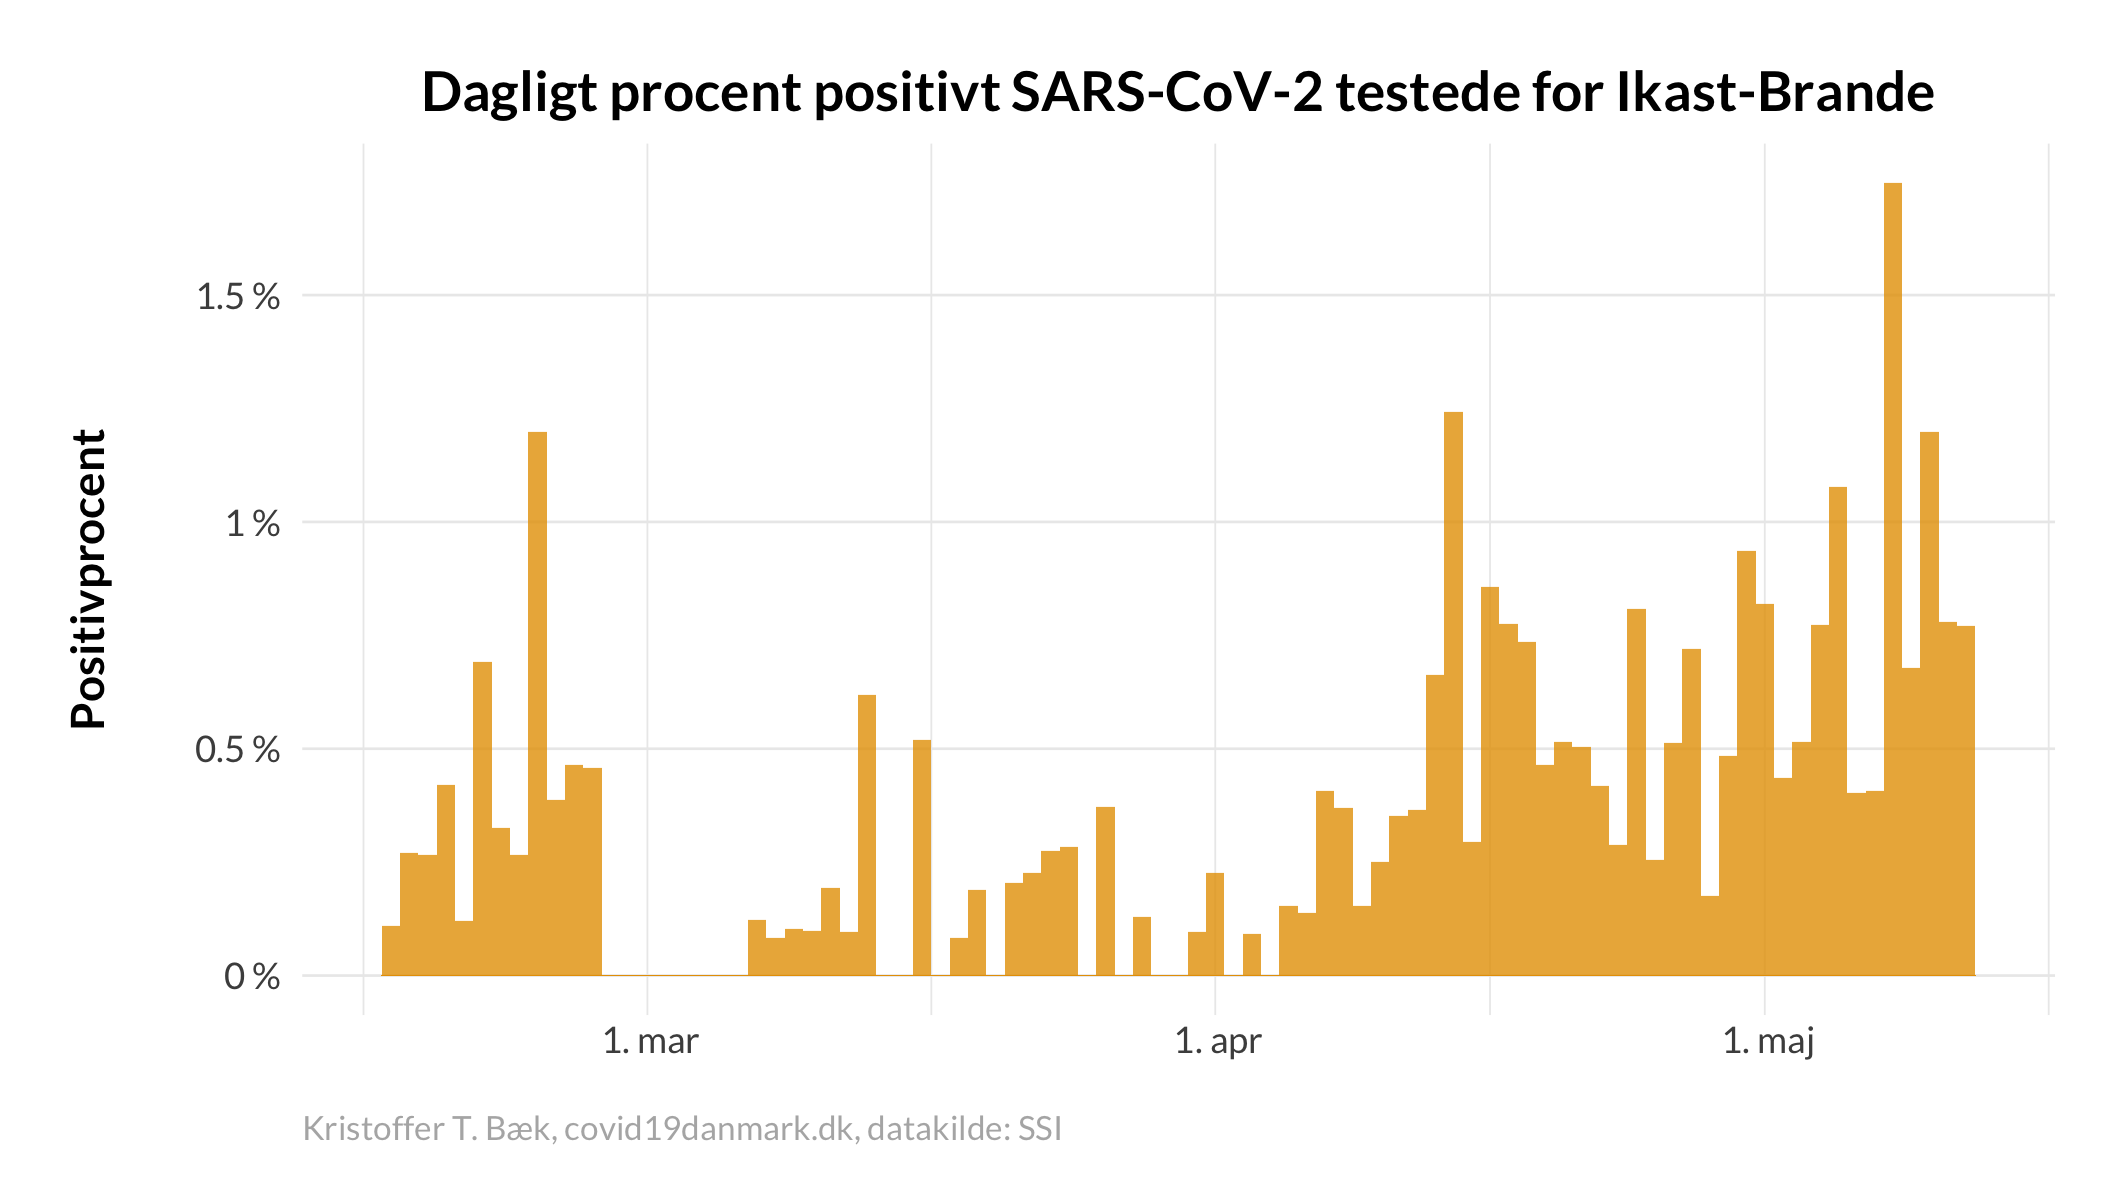 Dagligt procent positivt SARS-CoV-2 testede for Ikast-Brande
Positivprocent
1.5 %
1 %
0.5 %
0 %
1. mar
1. apr
1. maj
Kristoffer T. Bæk, covid19danmark.dk, datakilde: SSI